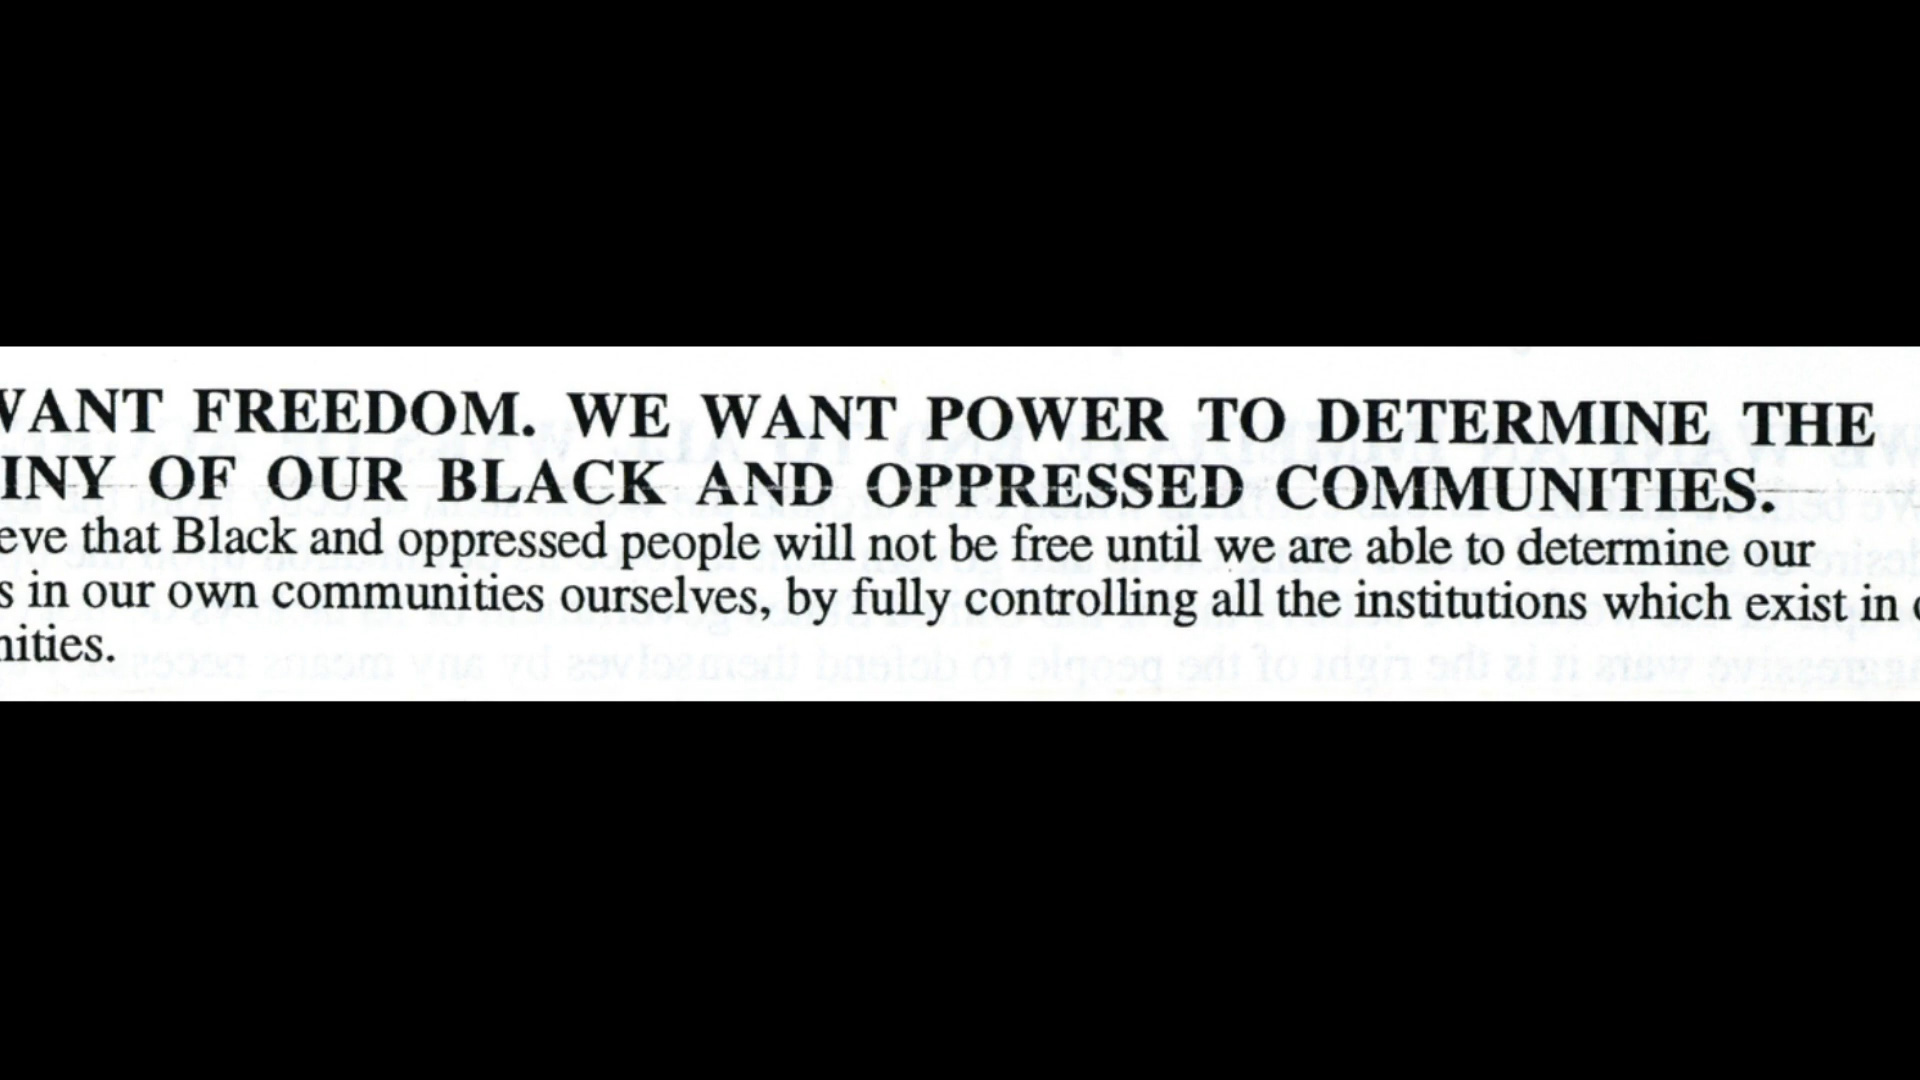 WANT FREEDOM. WE WANT POWER TO DETERMINE THE
INY OF OUR BLACK AND OPPRESSED COMMUNITIES.
eve that Black and oppressed people will not be free until we are able to determine our
s in our own communities ourselves, by fully controlling all the institutions which exist in
nities.